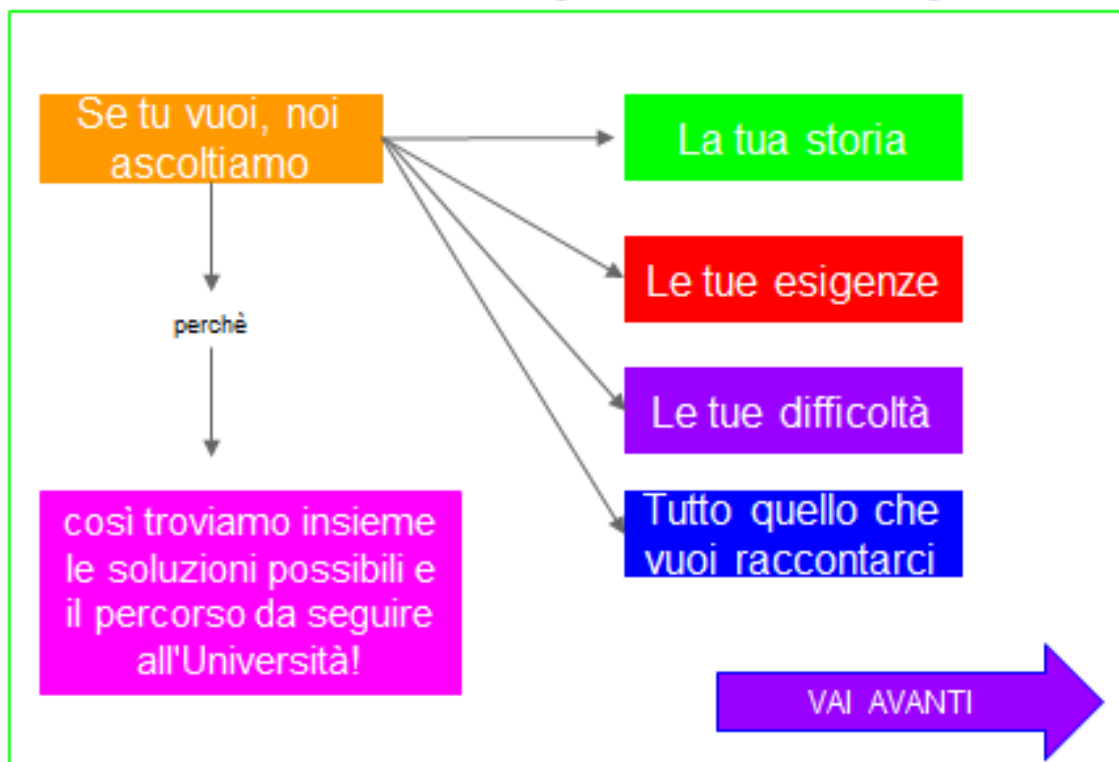 Se tu vuoi, noi
ascoltiamo
La tua storia
Le tue esigenze
perchè
Le tue difficoltà
così troviamo insieme
le soluzioni possibili e
il percorso da seguire
all'Università!
Tutto quello che
vuoi raccontarci
VAI AVANTI